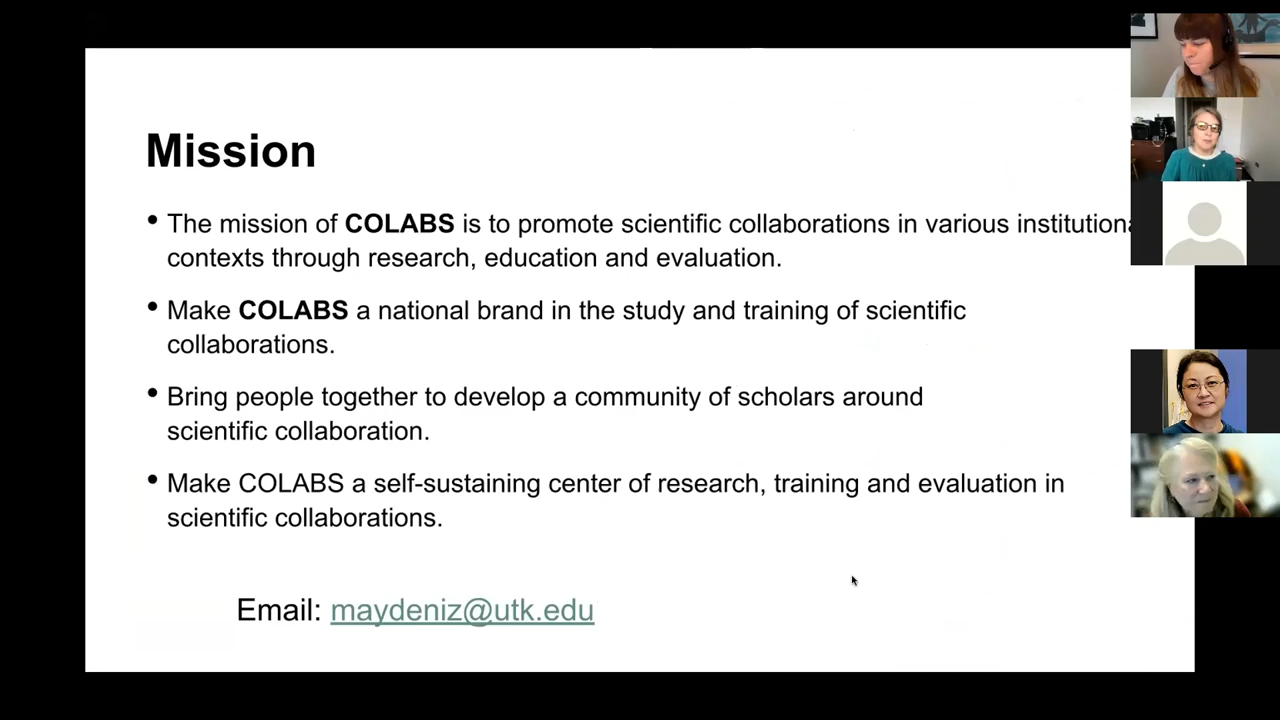 Mission
• The mission of COLABS is to promote scientific collaborations in various
contexts through research, education and evaluation.
• Make COLABS a national brand in the study and training of scientific
collaborations.
• Bring people together to develop a community of scholars around
scientific collaboration.
• Make COLABS a self-sustaining center of research, training and evaluation in
scientific collaborations.
Email: maydeniz@utk.edu